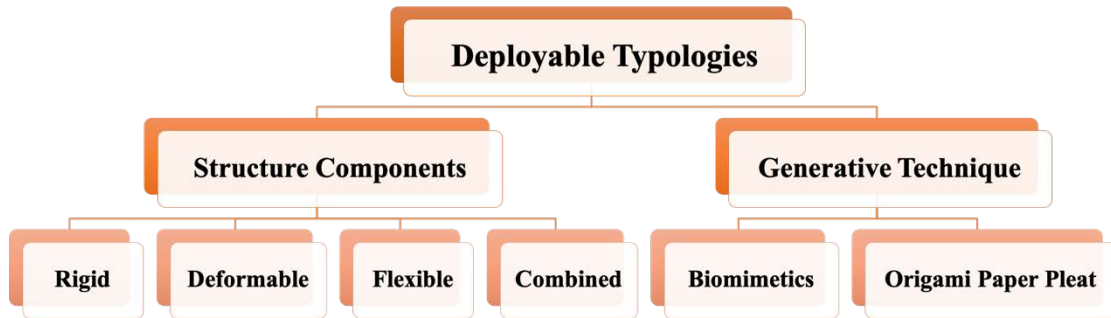 Deployable Typologies
Structure Components
Generative Technique
Rigid
Deformable
Flexible
Combined
Biomimetics
Origami Paper Pleat